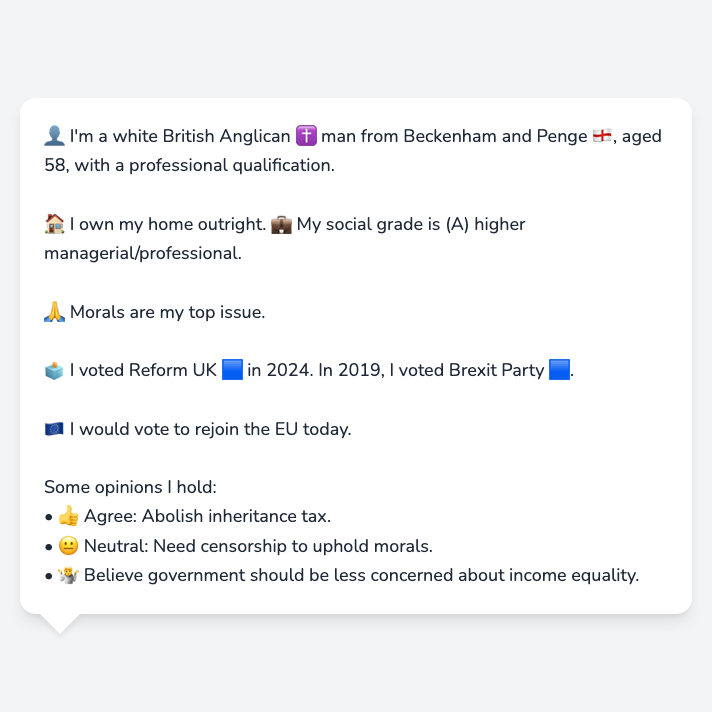 👤 I'm a white British Anglican ✝️ man from Beckenham and Penge 🏴󠁧󠁢󠁥󠁮󠁧󠁿, aged
58, with a professional qualification.
🏠 I own my home outright. 💼 My social grade is (A) higher
managerial/professional.
🙏 Morals are my top issue.
🗳️ I voted Reform UK 🟦 in 2024. In 2019, I voted Brexit Party 🟦.
🇪🇺 I would vote to rejoin the EU today.
Some opinions I hold:
• 👍 Agree: Abolish inheritance tax.
• 😐 Neutral: Need censorship to uphold morals.
• 🤷 Believe government should be less concerned about income equality.